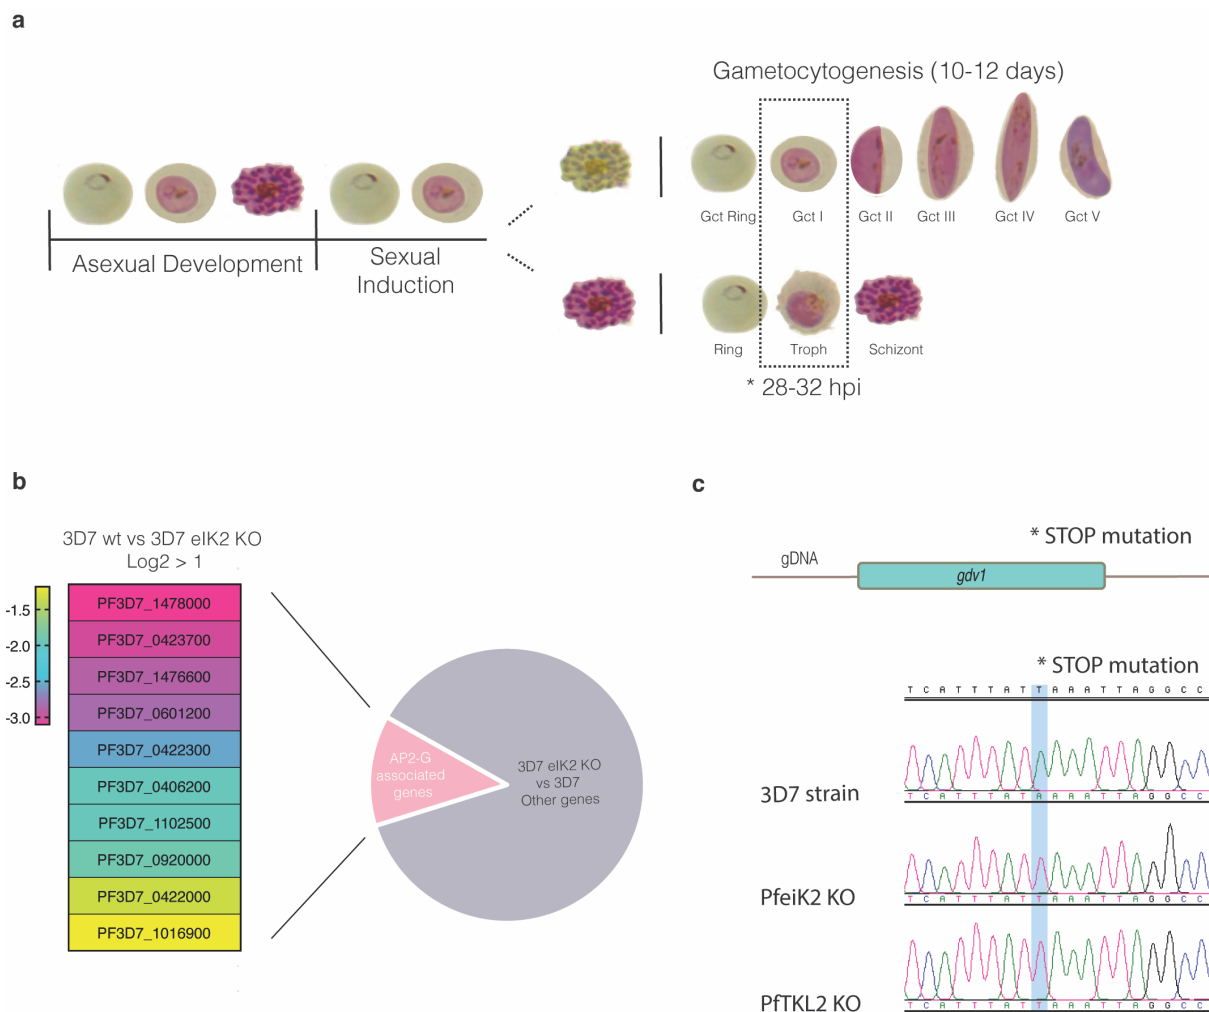 a
Gametocytogenesis (10-12 days)
Gct Ring
Gct I
Gct II
Gct III
Gct IV
Gct V
Asexual Development
Sexual
Induction
Ring
Troph
Schizont
* 28-32 hpi
b
3D7 wt vs 3D7 eIK2 KO
Log2 > 1
-1.5
-2.0
-2.5
-3.0
PF3D7_1478000
PF3D7_0423700
PF3D7_1476600
PF3D7_0601200
PF3D7_0422300
PF3D7_0406200
PF3D7_1102500
PF3D7_0920000
PF3D7_0422000
PF3D7_1016900
AP2-G
associated
genes
3D7 eIK2 KO
vs 3D7
Other genes
c
* STOP mutation
gDNA
gdv1
* STOP mutation
T C A T T T A T T A A A T T A G G C C
3D7 strain
T C A T T T A T A A A A T T A G G C C
PfeiK2 KO
T C A T T T A T T A A A T T A G G C C
PfTKL2 KO
T C A T T T A T T A A A T T A G G C C